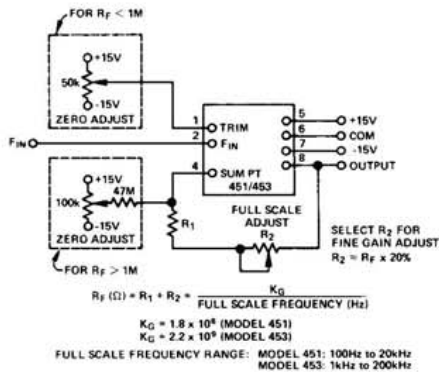 FOR RF < 1M
+15V
50k
-15V
ZERO ADJUST
FIN
1 TRIM
2 FIN
4 SUM PT
451/453
5 +15V
6 COM
7 -15V
8 OUTPUT
+15V
47M
100k
-15V
ZERO ADJUST
FOR RF > 1M
R1
FULL SCALE
ADJUST
R2
SELECT R2 FOR
FINE GAIN ADJUST
R2 = RF x 20%
RF (Ω) = R1 + R2 = KG / FULL SCALE FREQUENCY (Hz)
KG = 1.8 x 10⁸ (MODEL 451)
KG = 2.2 x 10⁹ (MODEL 453)
FULL SCALE FREQUENCY RANGE: MODEL 451: 100Hz to 20kHz
MODEL 453: 1kHz to 200kHz